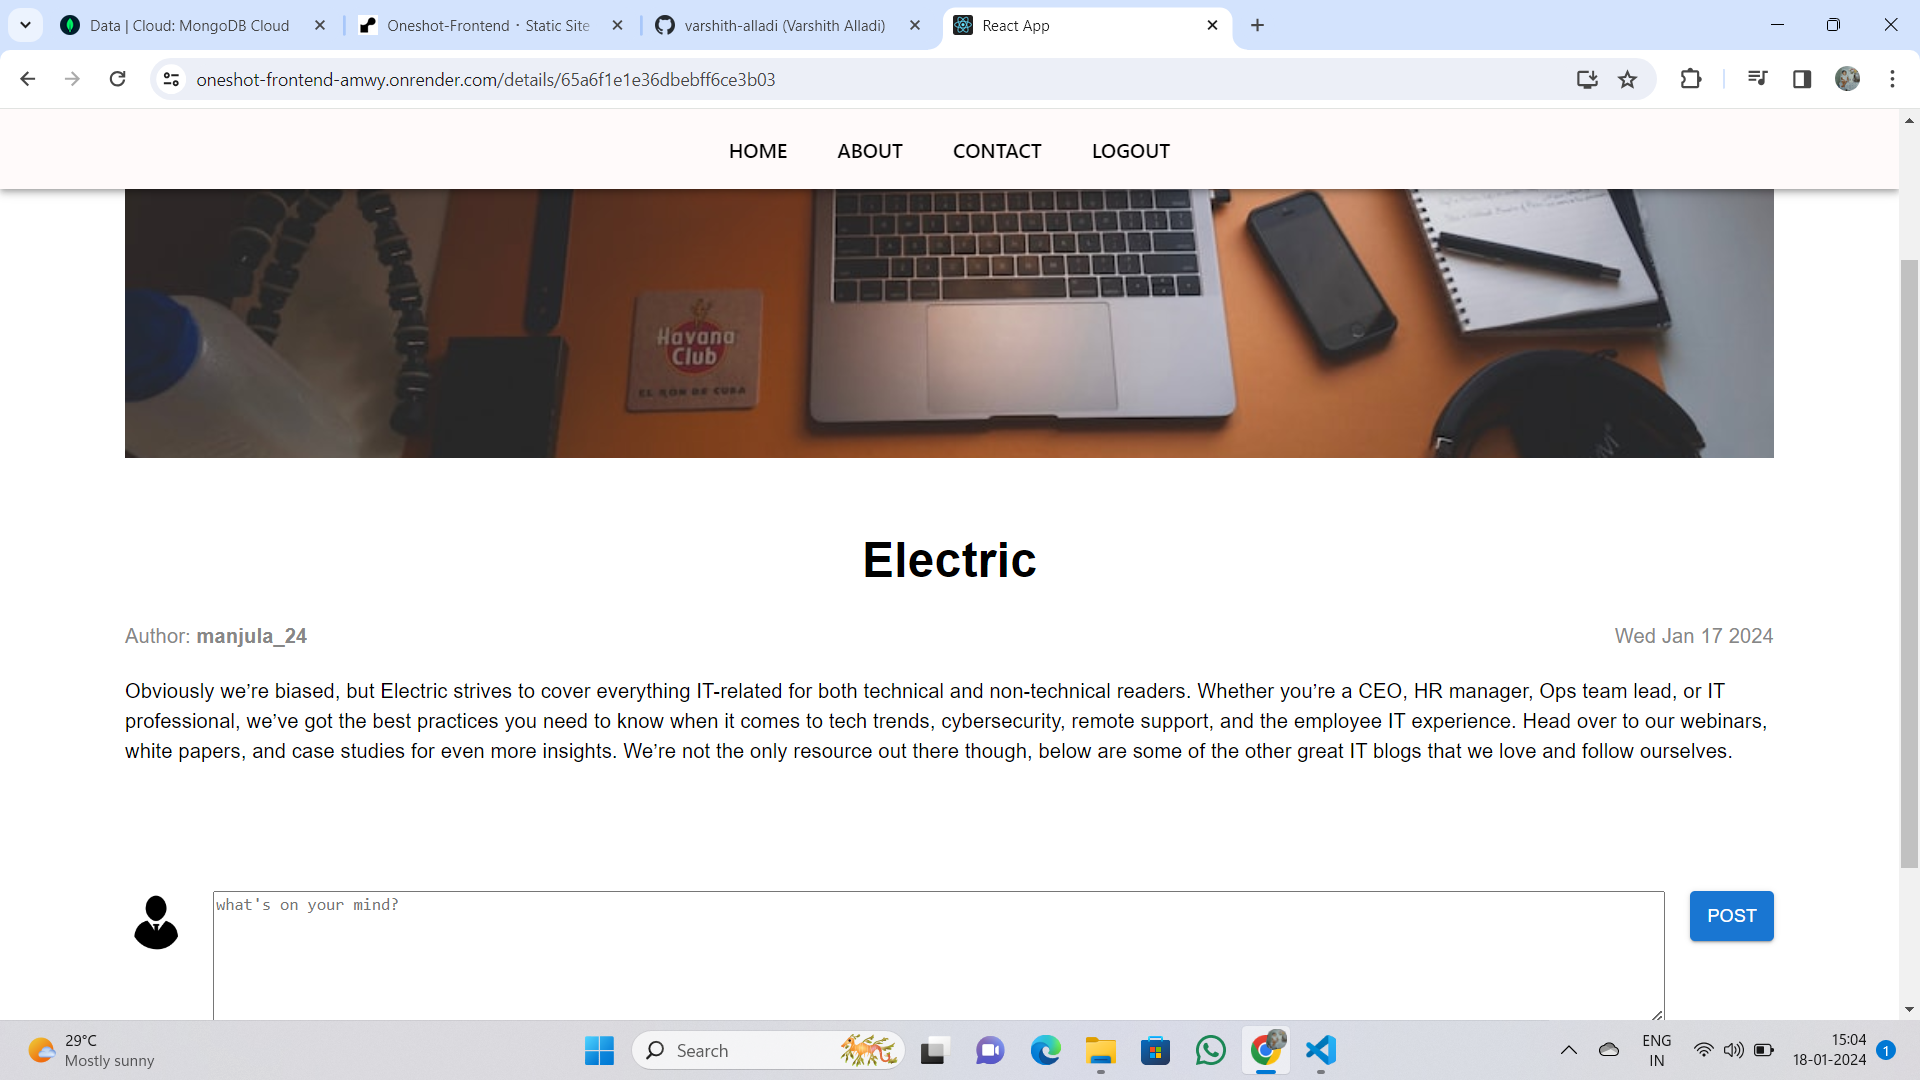 Data | Cloud: MongoDB Cloud
Oneshot-Frontend · Static Site
varshith-alladi (Varshith Alladi)
React App
oneshot-frontend-amwy.onrender.com/details/65a6f1e1e36dbebff6ce3b03
HOME ABOUT CONTACT LOGOUT
Havana
Club
EL RON DE CUBA
Electric
Author: manjula_24
Wed Jan 17 2024
Obviously we’re biased, but Electric strives to cover everything IT-related for both technical and non-technical readers. Whether you’re a CEO, HR manager, Ops team lead, or IT
professional, we’ve got the best practices you need to know when it comes to tech trends, cybersecurity, remote support, and the employee IT experience. Head over to our webinars,
white papers, and case studies for even more insights. We’re not the only resource out there though, below are some of the other great IT blogs that we love and follow ourselves.
what's on your mind?
POST
29°C
Mostly sunny
Search
ENG
IN
15:04
18-01-2024
1